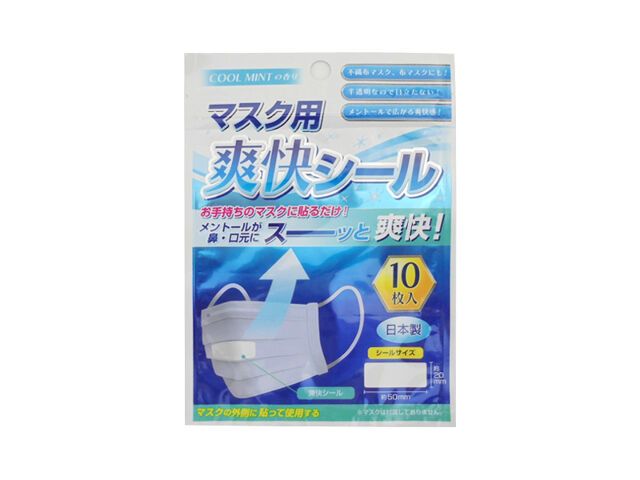 COOL MINTの香り
不織布マスク、布マスクにも！
半透明なので目立たない！
メントールで広がる爽快感！
マスク用
爽快シール
お手持ちのマスクに貼るだけ！
メントールが
鼻・口元に
スーーッと爽快！
10
枚入
日本製
シールサイズ
約
20
mm
約50mm
爽快シール
マスクの外側に貼って使用する
※マスクは付属しておりません。